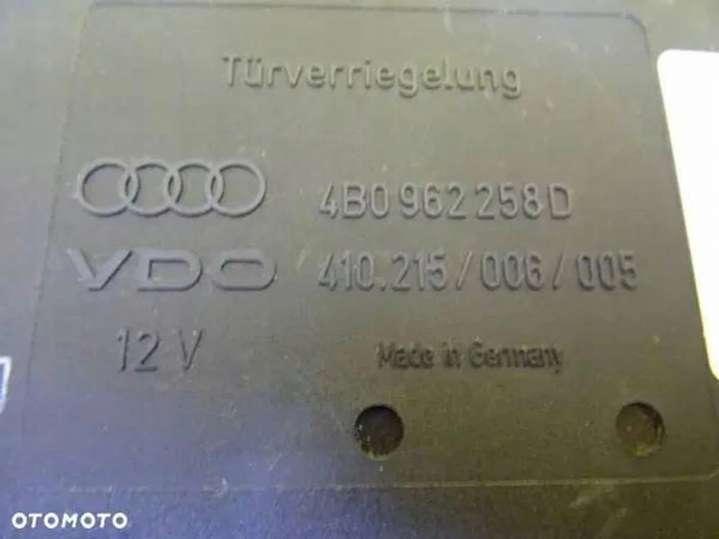 Türverriegelung
4B0 962 258 D
VDO 410.215/006/005
12 V Made in Germany
OTOMOTO